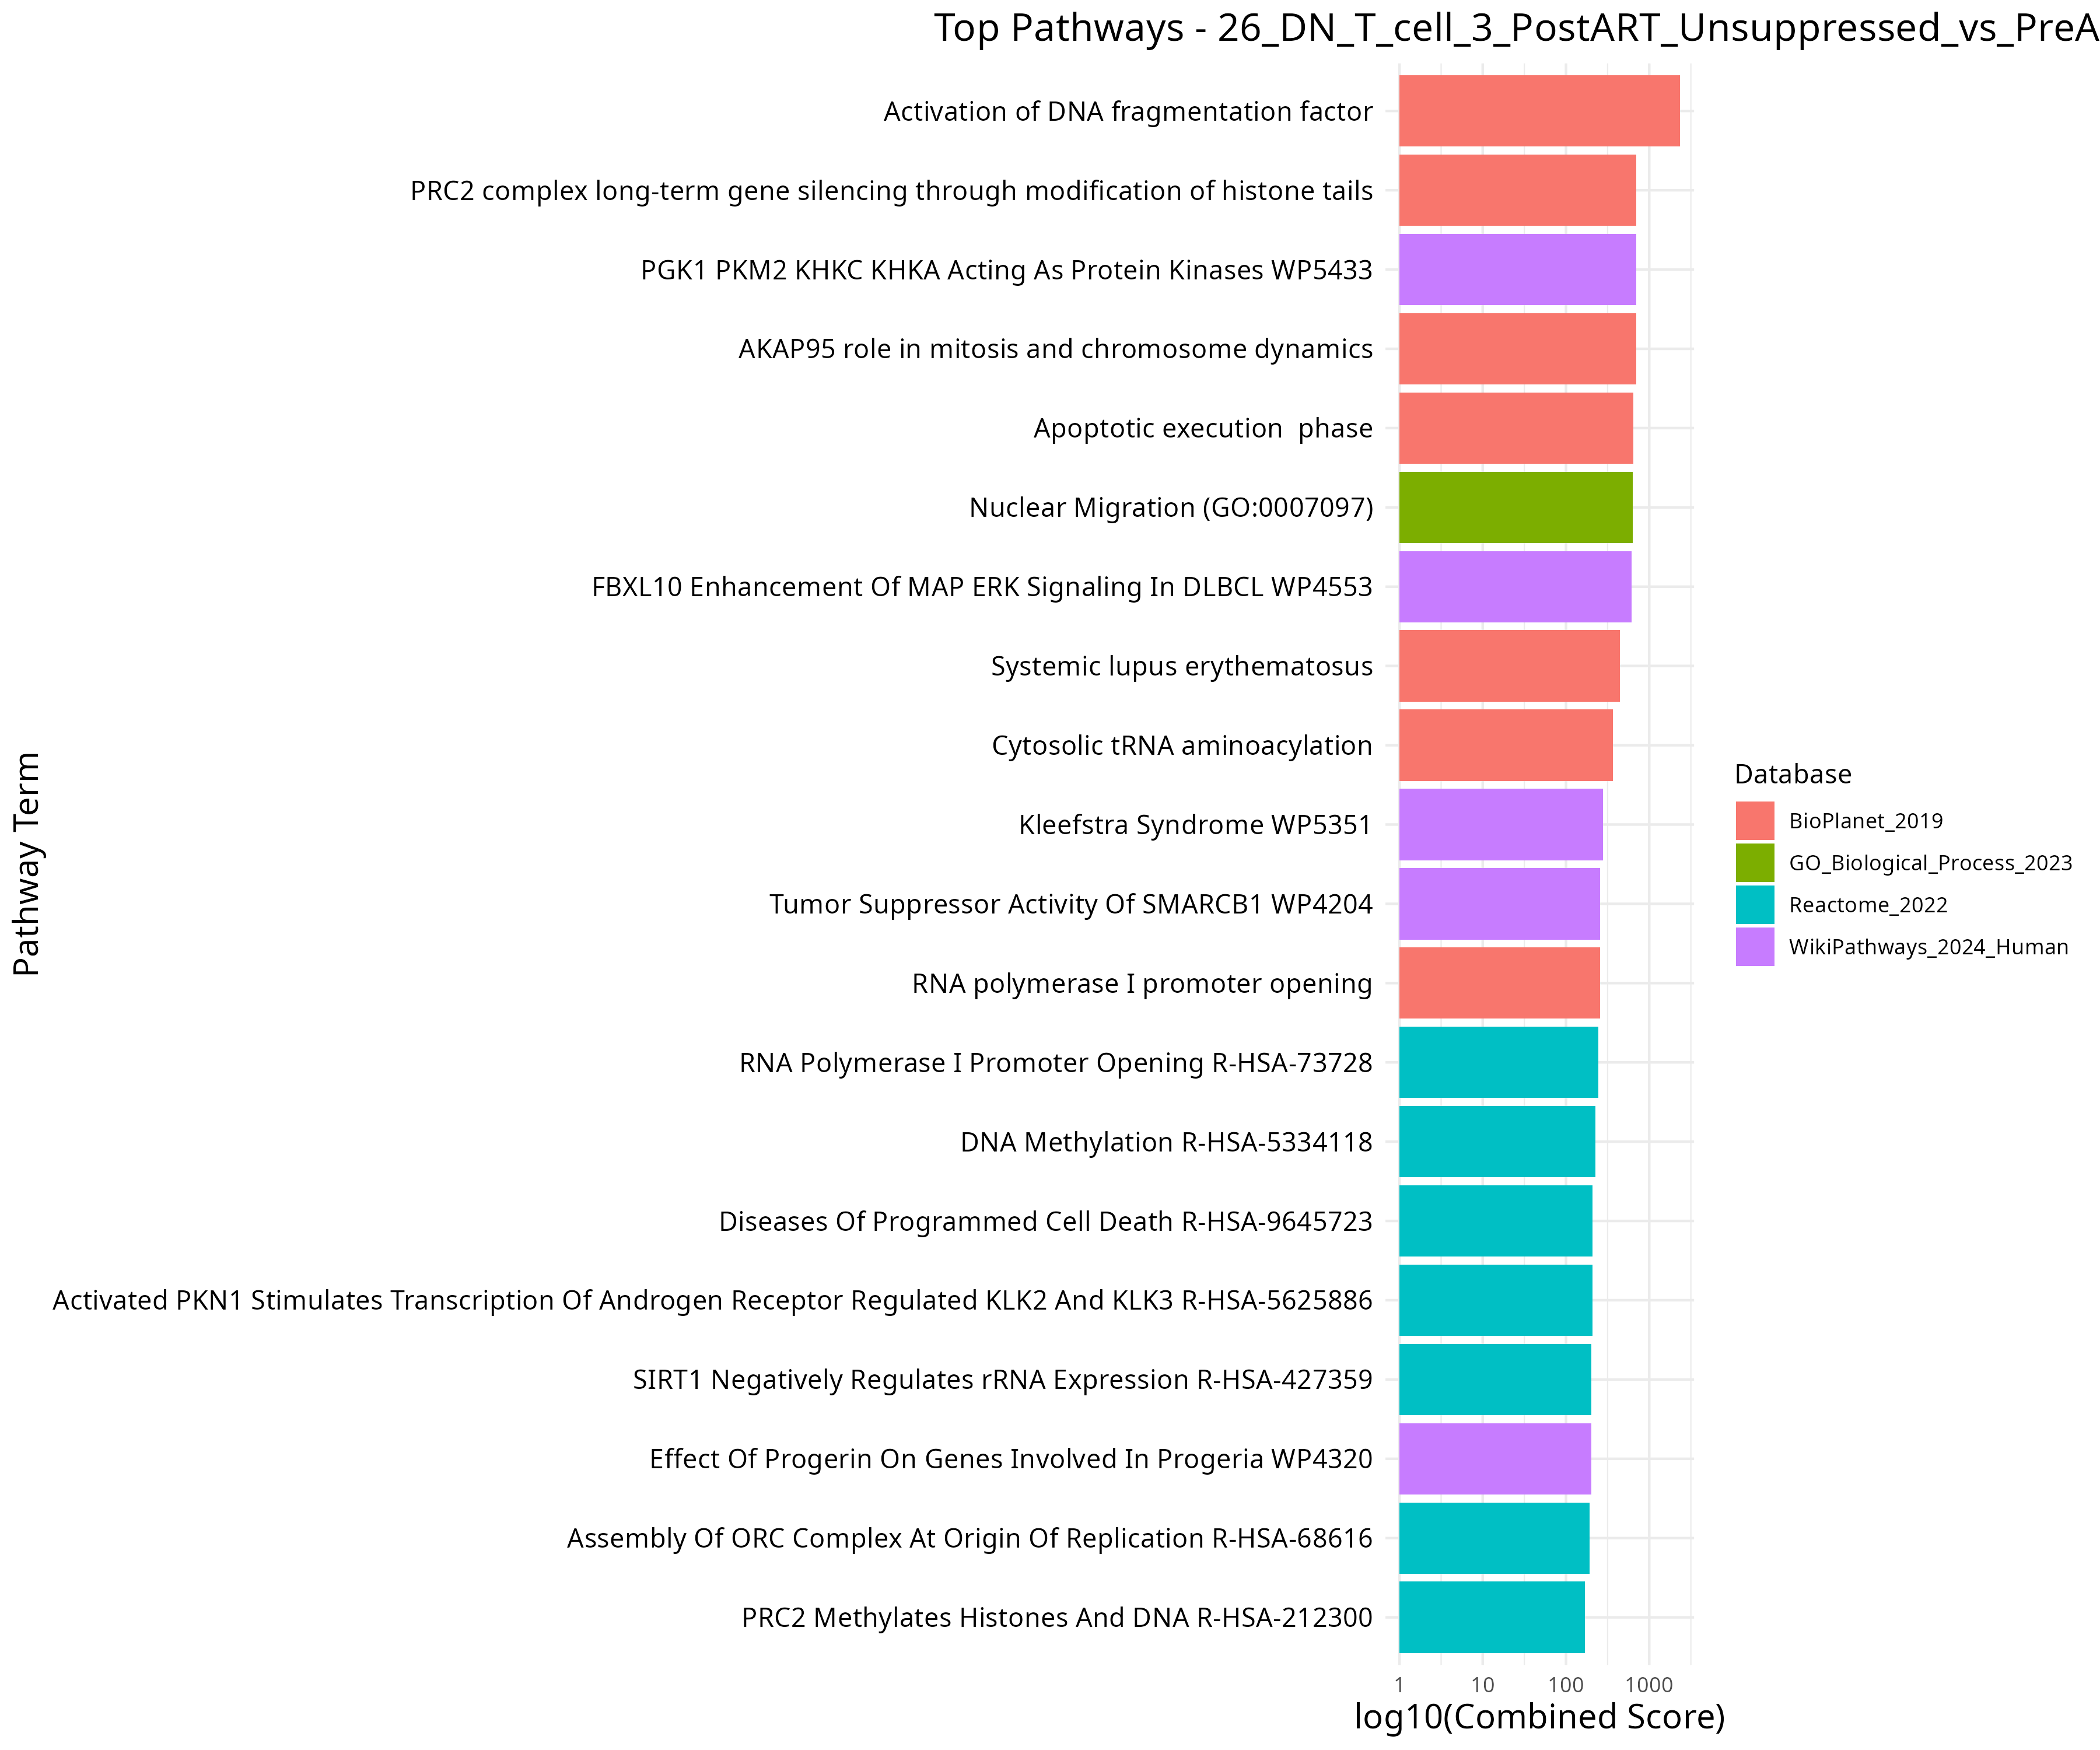 Top Pathways - 26_DN_T_cell_3_PostART_Unsuppressed_vs_PreA
Pathway Term
Activation of DNA fragmentation factor
PRC2 complex long-term gene silencing through modification of histone tails
PGK1 PKM2 KHKC KHKA Acting As Protein Kinases WP5433
AKAP95 role in mitosis and chromosome dynamics
Apoptotic execution  phase
Nuclear Migration (GO:0007097)
FBXL10 Enhancement Of MAP ERK Signaling In DLBCL WP4553
Systemic lupus erythematosus
Cytosolic tRNA aminoacylation
Kleefstra Syndrome WP5351
Tumor Suppressor Activity Of SMARCB1 WP4204
RNA polymerase I promoter opening
RNA Polymerase I Promoter Opening R-HSA-73728
DNA Methylation R-HSA-5334118
Diseases Of Programmed Cell Death R-HSA-9645723
Activated PKN1 Stimulates Transcription Of Androgen Receptor Regulated KLK2 And KLK3 R-HSA-5625886
SIRT1 Negatively Regulates rRNA Expression R-HSA-427359
Effect Of Progerin On Genes Involved In Progeria WP4320
Assembly Of ORC Complex At Origin Of Replication R-HSA-68616
PRC2 Methylates Histones And DNA R-HSA-212300
1 10 100 1000
log10(Combined Score)
Database
BioPlanet_2019
GO_Biological_Process_2023
Reactome_2022
WikiPathways_2024_Human